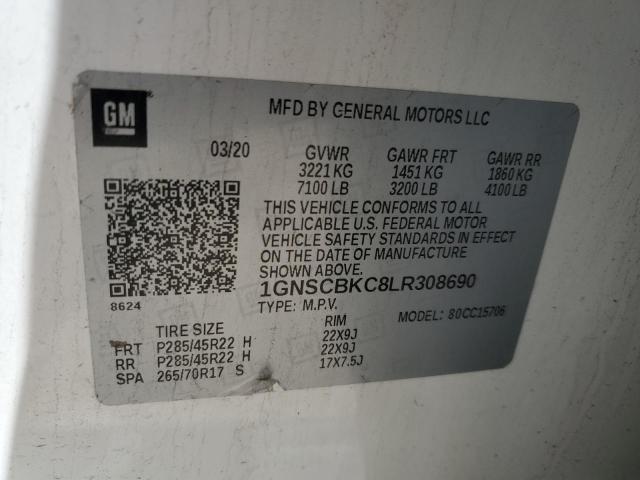 GM
MFD BY GENERAL MOTORS LLC
03/20 GVWR GAWR FRT GAWR RR
3221 KG 1451 KG 1860 KG
7100 LB 3200 LB 4100 LB
THIS VEHICLE CONFORMS TO ALL
APPLICABLE U.S. FEDERAL MOTOR
VEHICLE SAFETY STANDARDS IN EFFECT
ON THE DATE OF MANUFACTURE
1GNSCBKC8LR308690
8624
TYPE: M.P.V. MODEL: 80CC15706
TIRE SIZE RIM
FRT P285/45R22 H 22X9J
RR P285/45R22 H 22X9J
SPA 265/70R17 S 17X7.5J